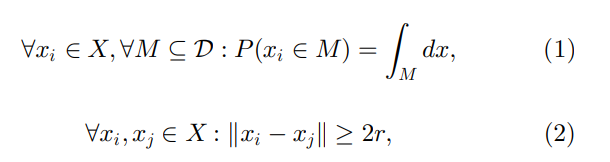 ∀x_i ∈ X, ∀M ⊆ 𝒟 : P(x_i ∈ M) = ∫_M dx, (1)
∀x_i, x_j ∈ X : ‖x_i − x_j‖ ≥ 2r, (2)